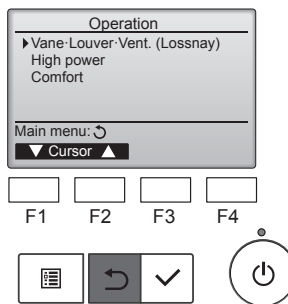 Operation
Vane·Louver·Vent. (Lossnay)
High power
Comfort
Main menu:
▼ Cursor ▲
F1 F2 F3 F4